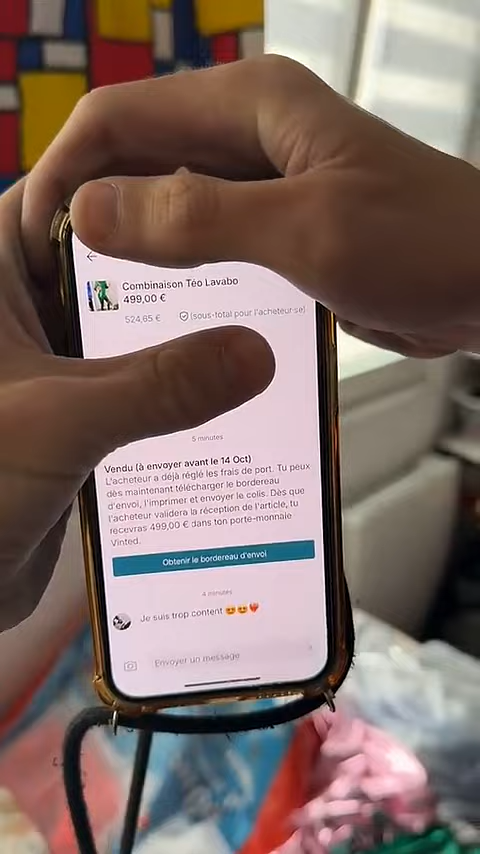 Combinaison Téo Lavabo
499,00 €
524,65 € (sous-total pour l'acheteur·se)
5 minutes
Vendu (à envoyer avant le 14 Oct)
L'acheteur a déjà réglé les frais de port. Tu peux
dès maintenant télécharger le bordereau
d'envoi, l'imprimer et envoyer le colis. Dès que
l'acheteur validera la réception de l'article, tu
recevras 499,00 € dans ton porte-monnaie
Vinted.
Obtenir le bordereau d'envoi
4 minutes
Je suis trop content 😍😍❤️‍🔥
Envoyer un message